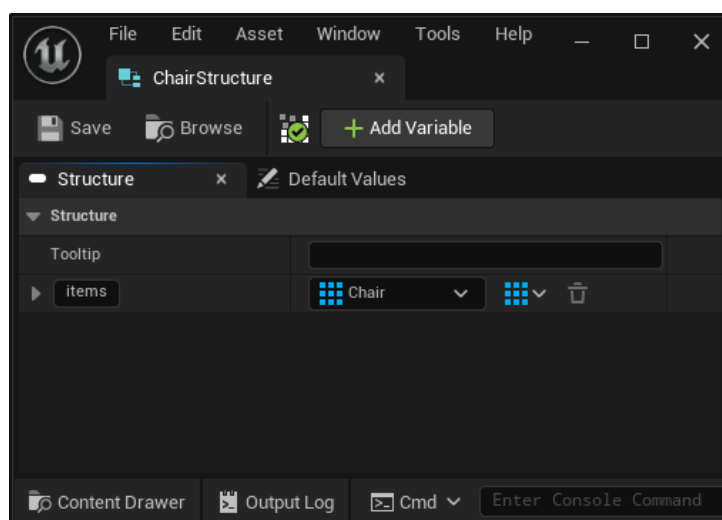 File Edit Asset Window Tools Help
ChairStructure
Save Browse Add Variable
Structure Default Values
Structure
Tooltip
items Chair
Content Drawer Output Log Cmd Enter Console Command